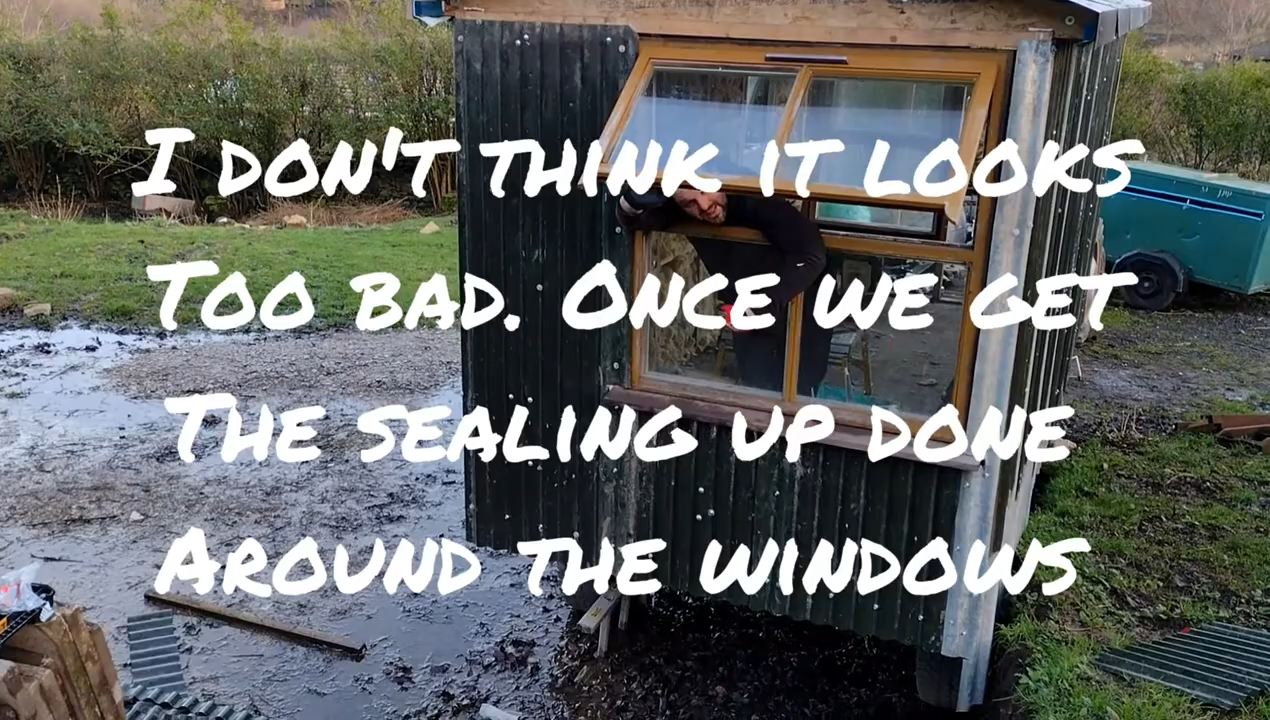 I don't think it looks
Too bad. Once we get
The sealing up done
Around the windows